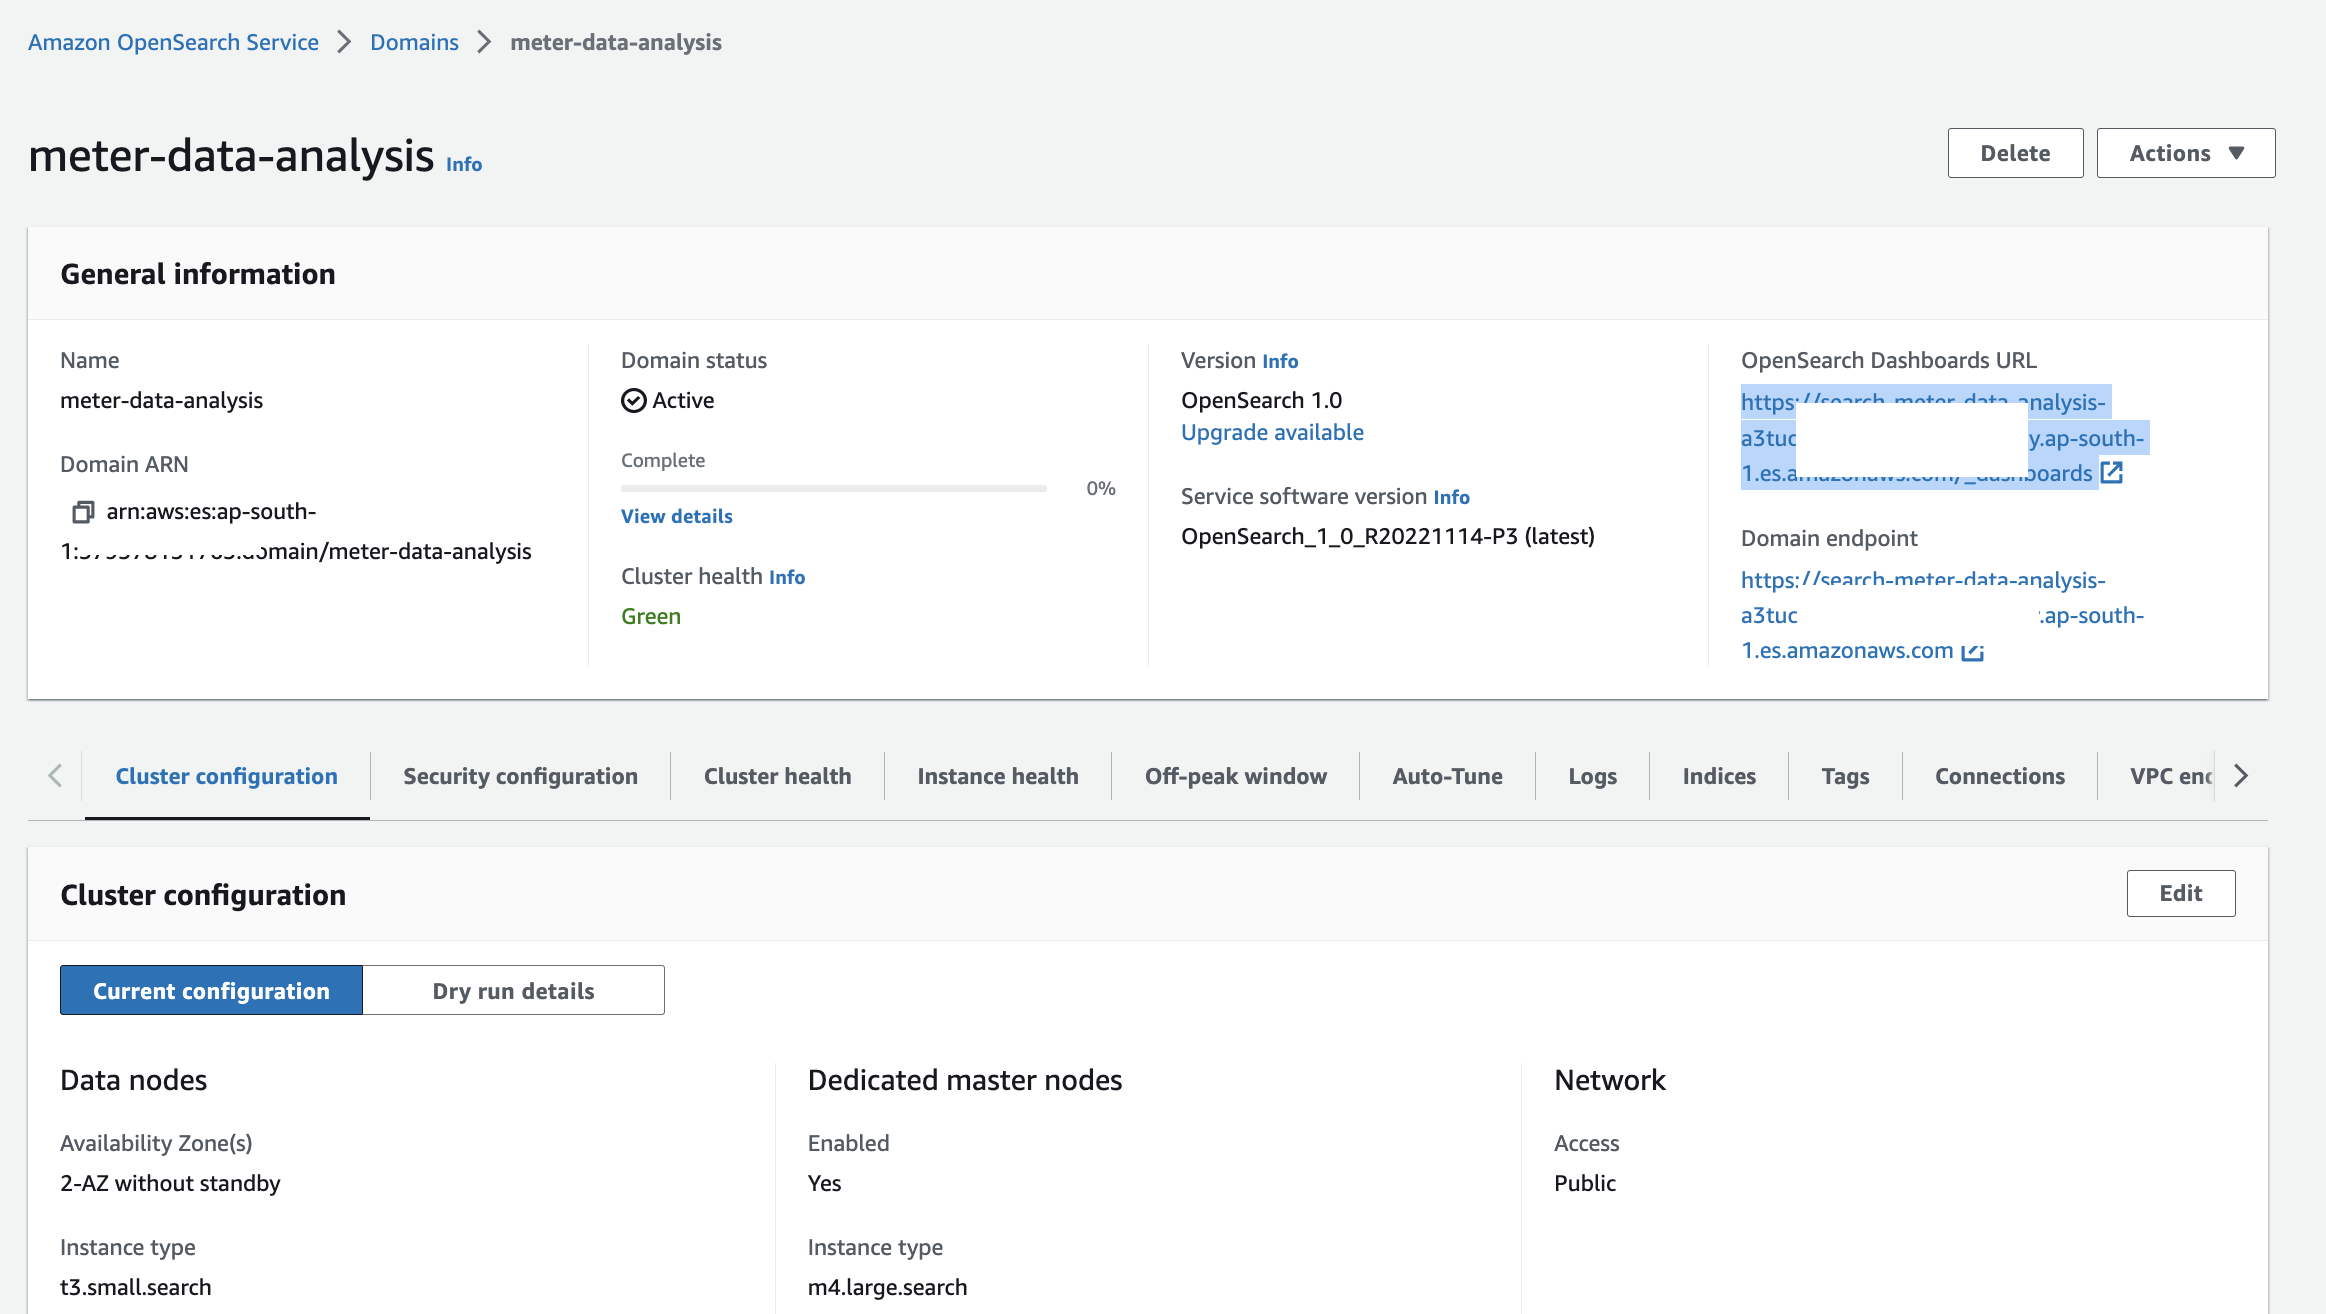 Amazon OpenSearch Service > Domains > meter-data-analysis
meter-data-analysis Info
Delete
Actions
General information
Name
meter-data-analysis
Domain ARN
arn:aws:es:ap-south-
domain/meter-data-analysis
Domain status
Active
Complete
0%
View details
Cluster health Info
Green
Version Info
OpenSearch 1.0
Upgrade available
Service software version Info
OpenSearch_1_0_R20221114-P3 (latest)
OpenSearch Dashboards URL
https://search-meter-data-analysis-
a3tuc y.ap-south-
1.es.amazonaws.com/_dashboards
Domain endpoint
https://search-meter-data-analysis-
a3tuc .ap-south-
1.es.amazonaws.com
Cluster configuration
Security configuration
Cluster health
Instance health
Off-peak window
Auto-Tune
Logs
Indices
Tags
Connections
VPC
Cluster configuration
Edit
Current configuration
Dry run details
Data nodes
Availability Zone(s)
2-AZ without standby
Instance type
t3.small.search
Dedicated master nodes
Enabled
Yes
Instance type
m4.large.search
Network
Access
Public